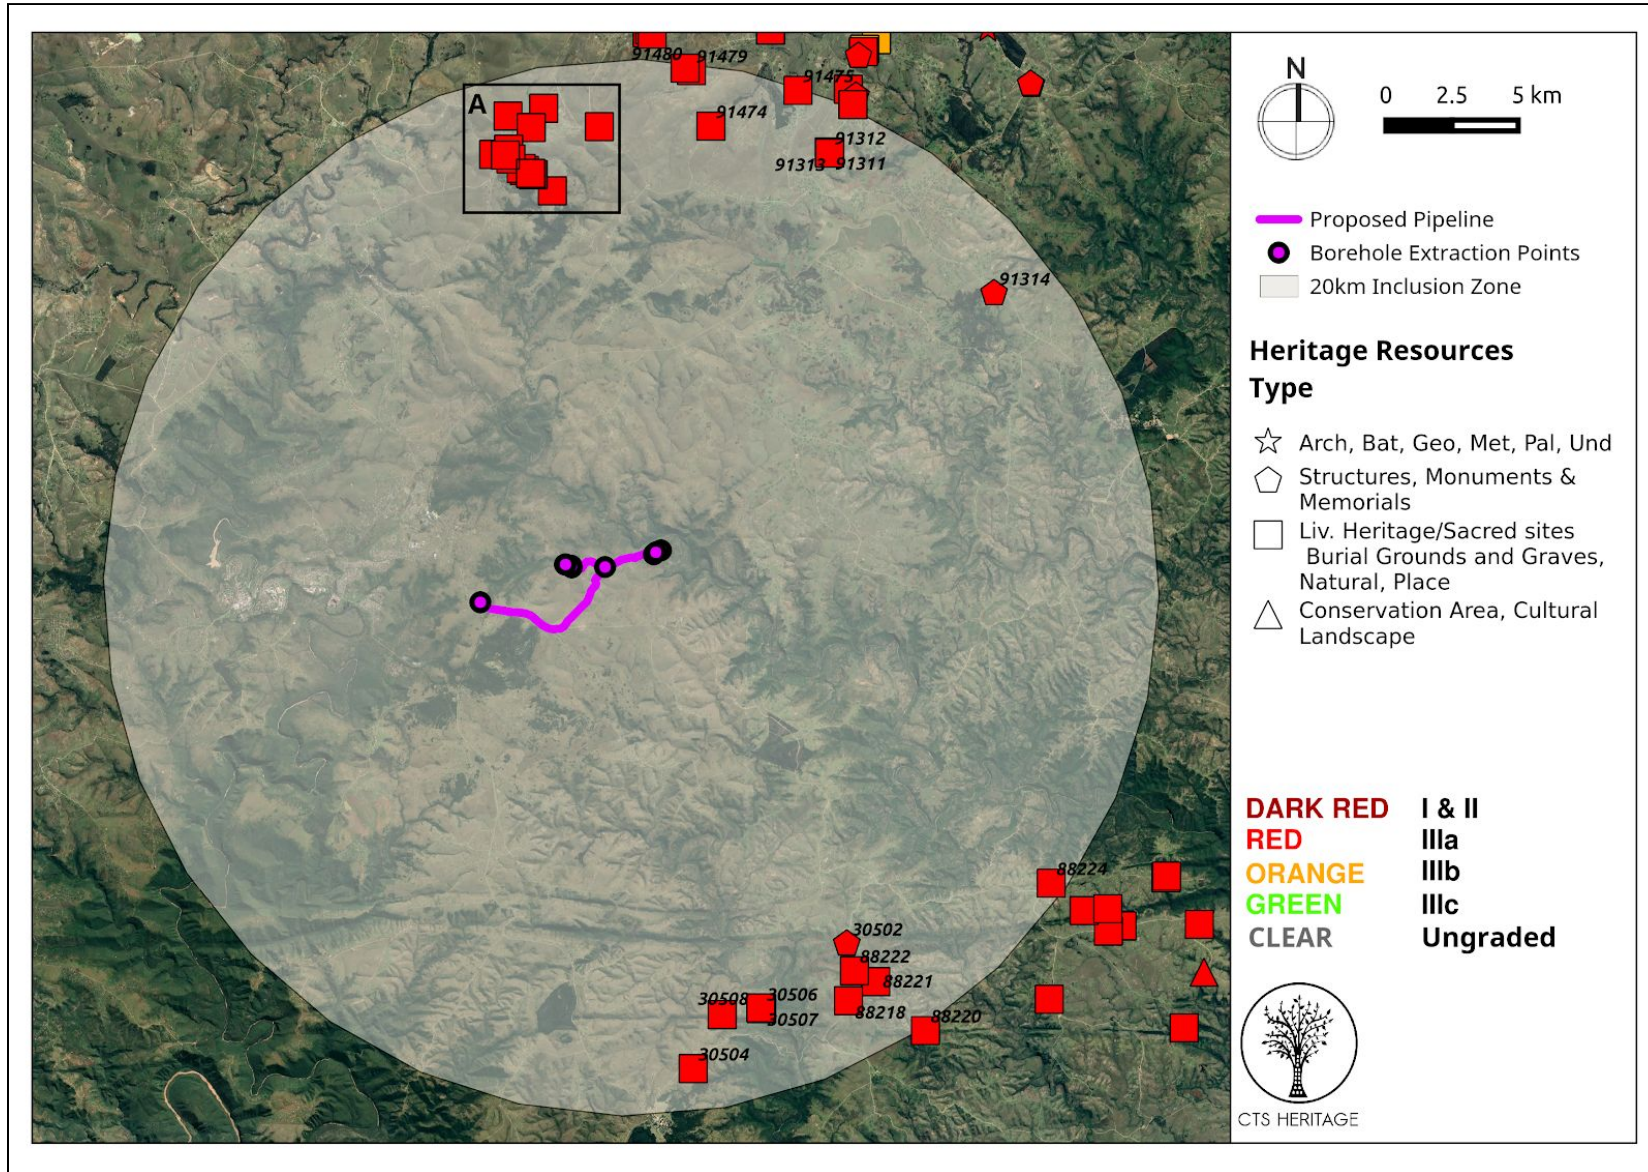 91480
91479
A
91475
91474
91312
91313
91311
91314
88224
30502
88222
88221
30508
30506
30507
88218
88220
30504
N
0 2.5 5 km
Proposed Pipeline
Borehole Extraction Points
20km Inclusion Zone
Heritage Resources
Type
Arch, Bat, Geo, Met, Pal, Und
Structures, Monuments &
Memorials
Liv. Heritage/Sacred sites
Burial Grounds and Graves,
Natural, Place
Conservation Area, Cultural
Landscape
DARK RED I & II
RED IIIa
ORANGE IIIb
GREEN IIIc
CLEAR Ungraded
CTS HERITAGE